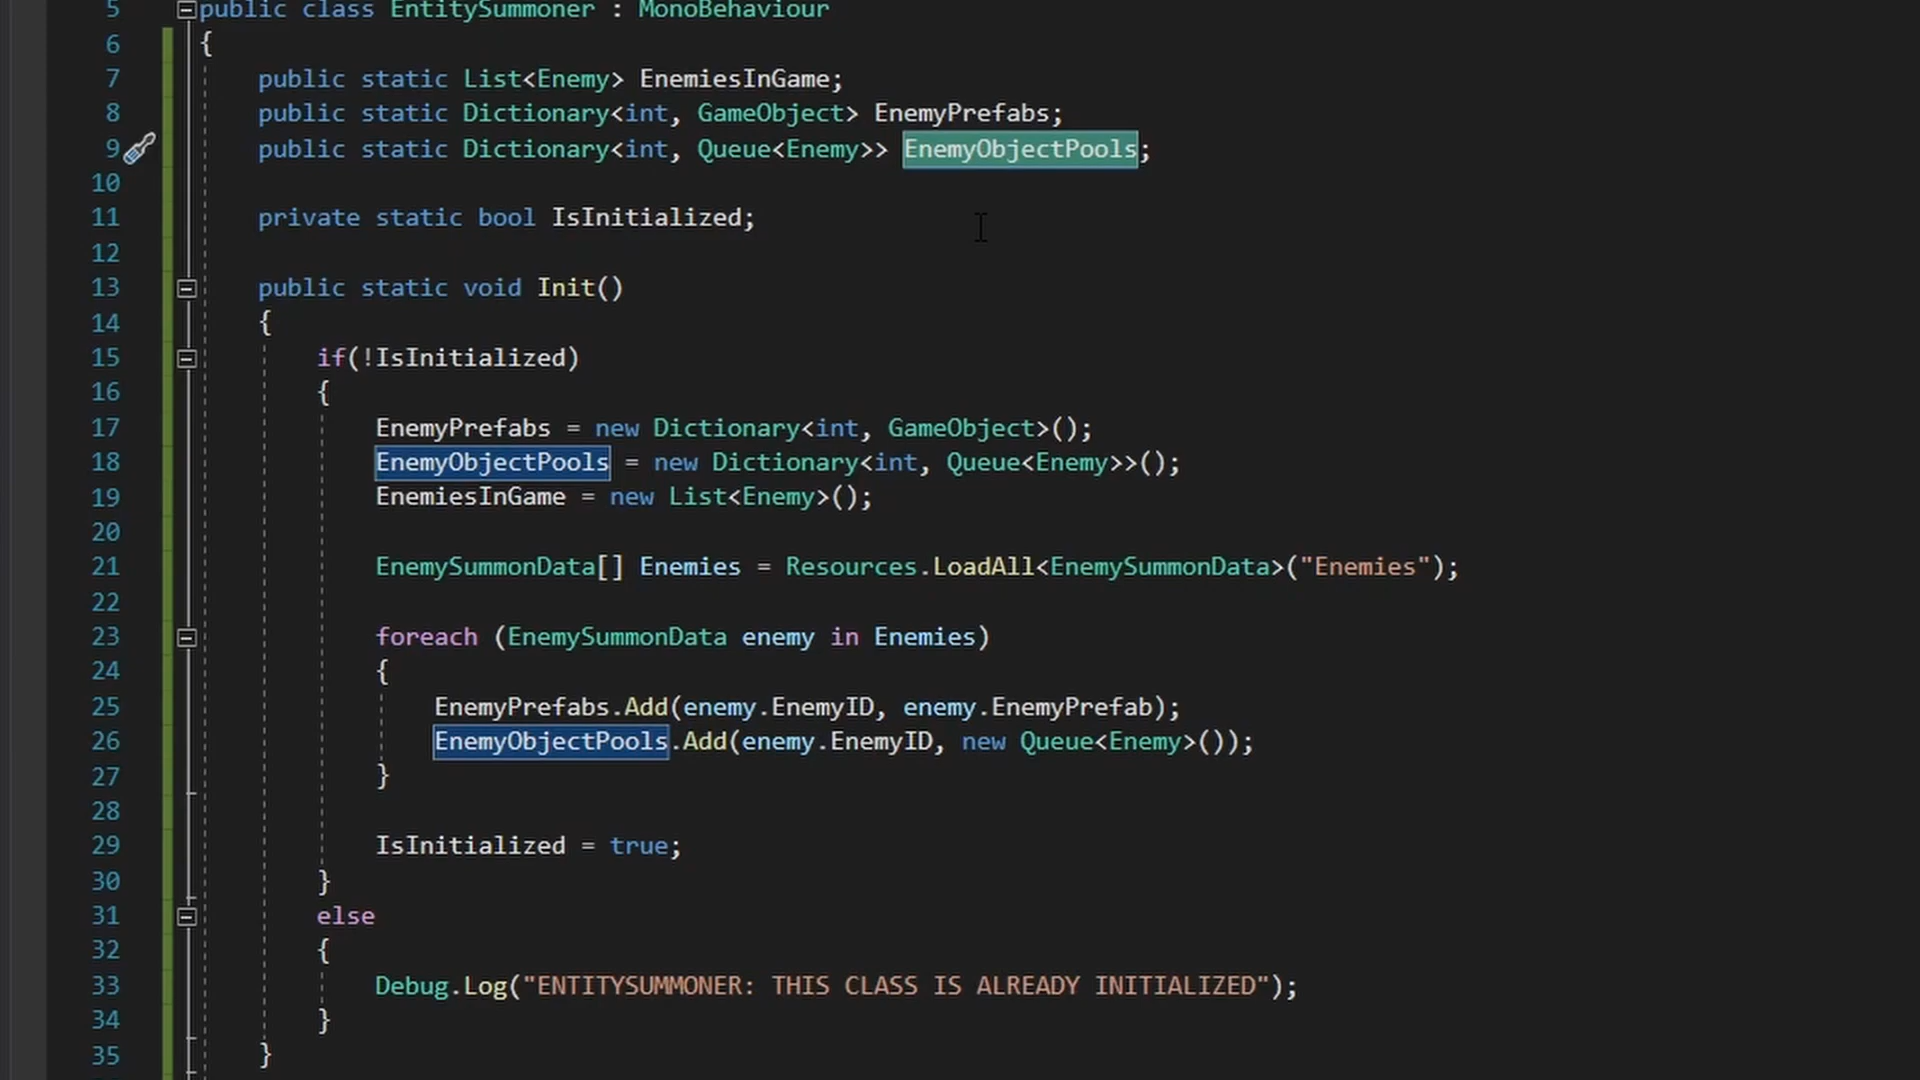 5 public class EntitySummoner : MonoBehaviour
6 {
7 public static List<Enemy> EnemiesInGame;
8 public static Dictionary<int, GameObject> EnemyPrefabs;
9 public static Dictionary<int, Queue<Enemy>> EnemyObjectPools;
10
11 private static bool IsInitialized;
12
13 public static void Init()
14 {
15 if(!IsInitialized)
16 {
17 EnemyPrefabs = new Dictionary<int, GameObject>();
18 EnemyObjectPools = new Dictionary<int, Queue<Enemy>>();
19 EnemiesInGame = new List<Enemy>();
20
21 EnemySummonData[] Enemies = Resources.LoadAll<EnemySummonData>("Enemies");
22
23 foreach (EnemySummonData enemy in Enemies)
24 {
25 EnemyPrefabs.Add(enemy.EnemyID, enemy.EnemyPrefab);
26 EnemyObjectPools.Add(enemy.EnemyID, new Queue<Enemy>());
27 }
28
29 IsInitialized = true;
30 }
31 else
32 {
33 Debug.Log("ENTITYSUMMONER: THIS CLASS IS ALREADY INITIALIZED");
34 }
35 }